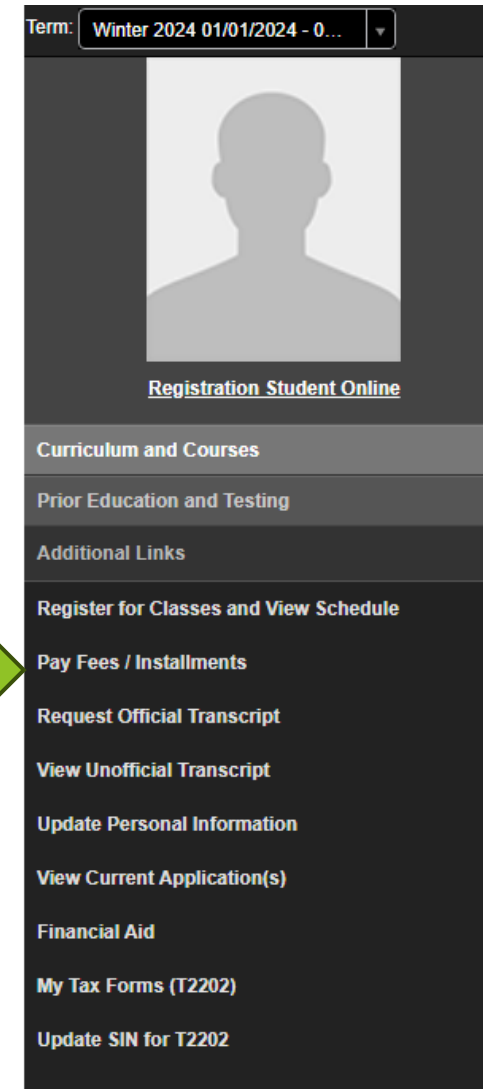 Term: Winter 2024 01/01/2024 - 0...
Registration Student Online
Curriculum and Courses
Prior Education and Testing
Additional Links
Register for Classes and View Schedule
Pay Fees / Installments
Request Official Transcript
View Unofficial Transcript
Update Personal Information
View Current Application(s)
Financial Aid
My Tax Forms (T2202)
Update SIN for T2202